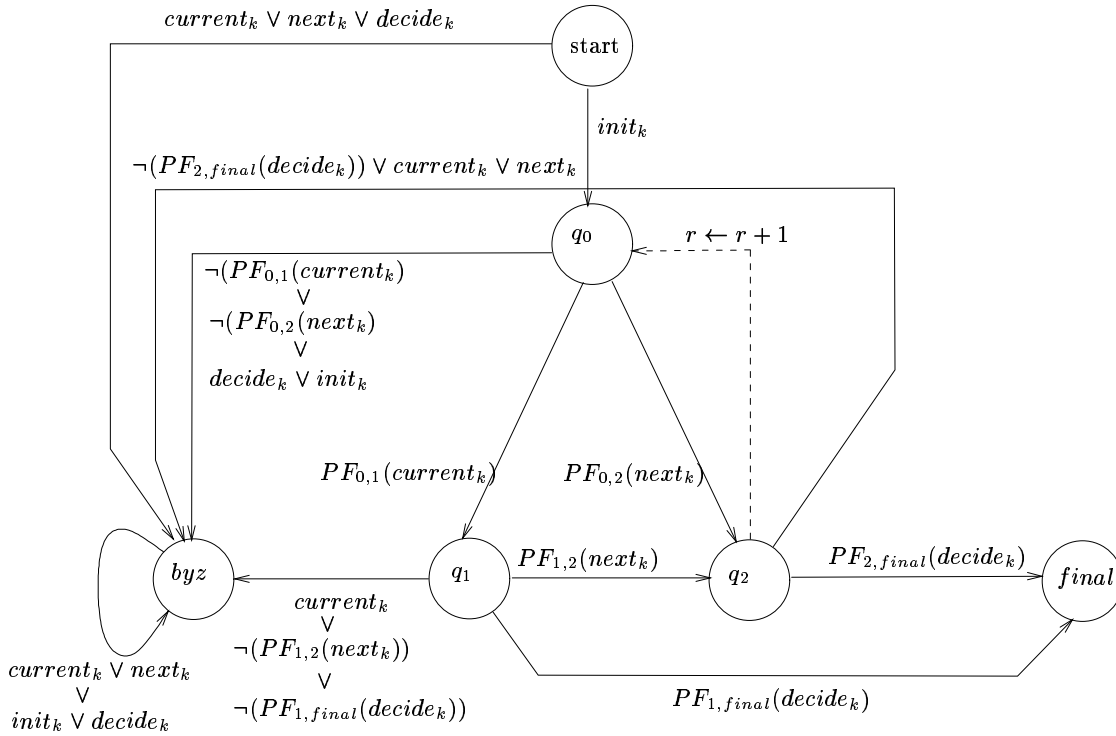 current_k ∨ next_k ∨ decide_k
start
init_k
¬(PF_{2,final}(decide_k)) ∨ current_k ∨ next_k
q_0
r ← r + 1
¬(PF_{0,1}(current_k)
∨
¬(PF_{0,2}(next_k)
∨
decide_k ∨ init_k
PF_{0,1}(current_k)
PF_{0,2}(next_k)
byz
q_1
PF_{1,2}(next_k)
q_2
PF_{2,final}(decide_k)
final
current_k
∨
¬(PF_{1,2}(next_k))
∨
¬(PF_{1,final}(decide_k))
current_k ∨ next_k
∨
init_k ∨ decide_k
PF_{1,final}(decide_k)